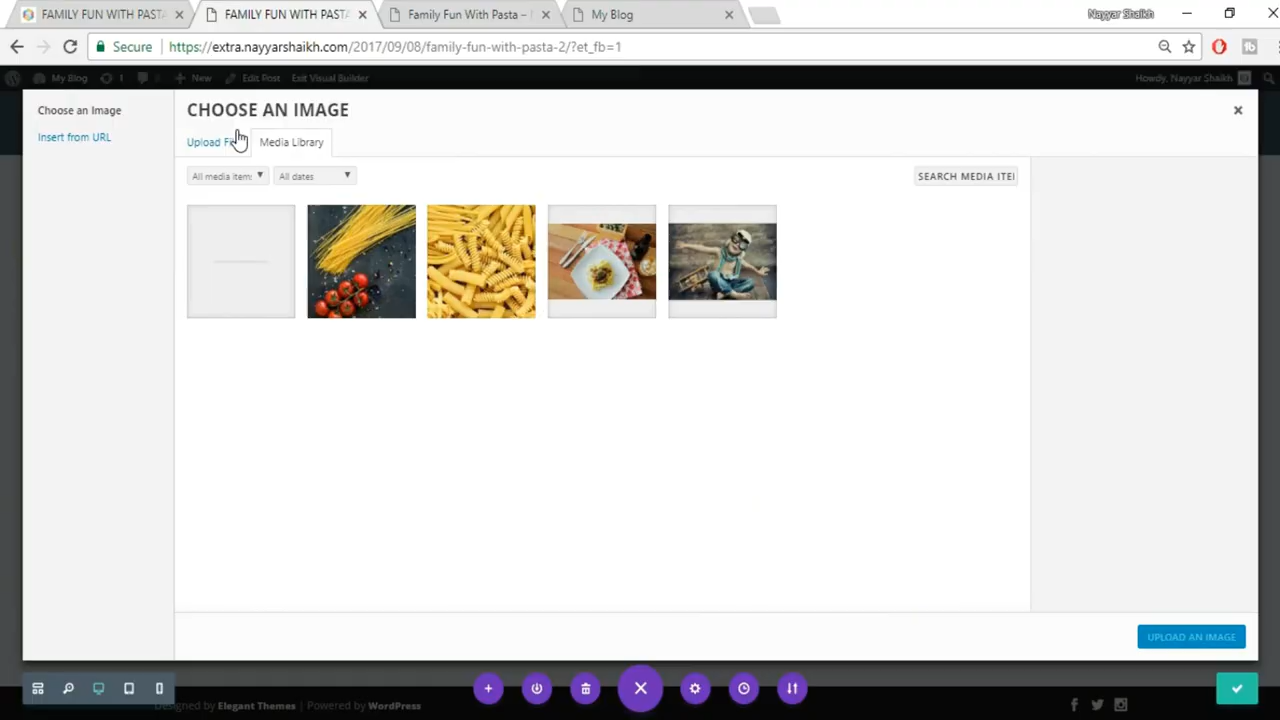 FAMILY FUN WITH PASTA
FAMILY FUN WITH PASTA
Family Fun With Pasta –
My Blog
Nayyar Shaikh
Secure
https://extra.nayyarshaikh.com/2017/09/08/family-fun-with-pasta-2/?et_fb=1
My Blog
1
New
Edit Post
Exit Visual Builder
Howdy, Nayyar Shaikh
Choose an Image
Insert from URL
CHOOSE AN IMAGE
Upload
Media Library
All media item:
All dates
SEARCH MEDIA ITEI
UPLOAD AN IMAGE
Designed by Elegant Themes | Powered by WordPress